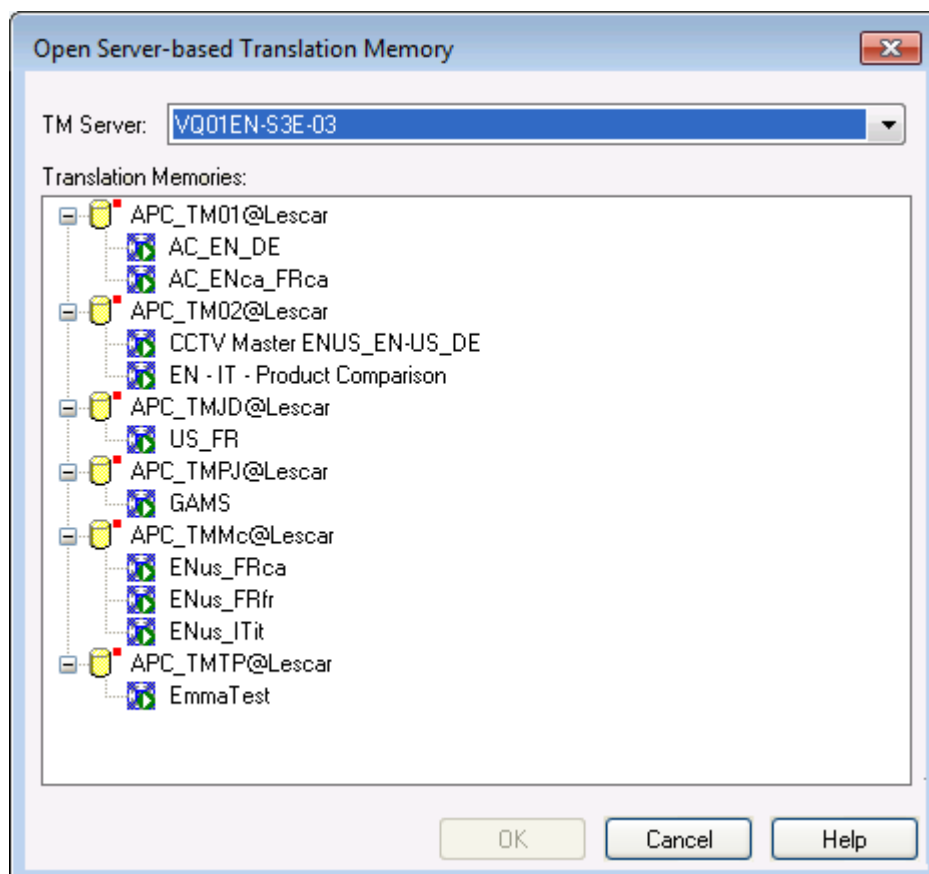 Open Server-based Translation Memory
TM Server: VQ01EN-S3E-03
Translation Memories:
APC_TM01@Lescar
AC_EN_DE
AC_ENca_FRca
APC_TM02@Lescar
CCTV Master ENUS_EN-US_DE
EN - IT - Product Comparison
APC_TMJD@Lescar
US_FR
APC_TMPJ@Lescar
GAMS
APC_TMMc@Lescar
ENus_FRca
ENus_FRfr
ENus_ITit
APC_TMTP@Lescar
EmmaTest
OK Cancel Help